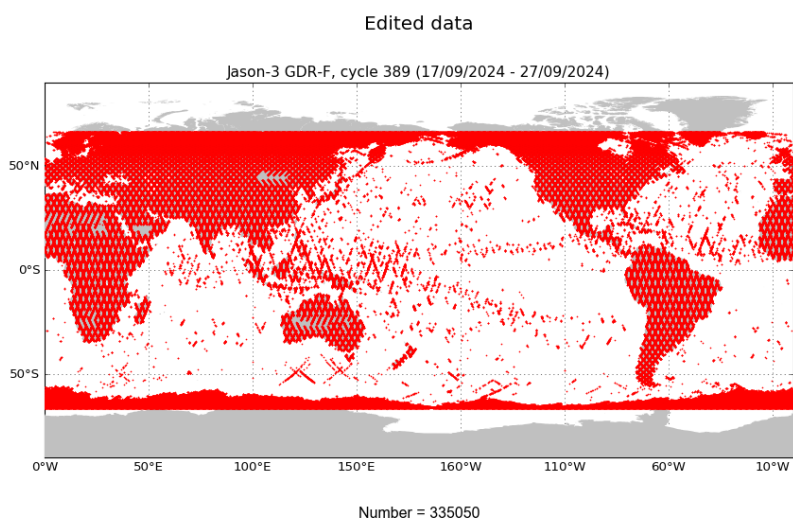 Edited data
Jason-3 GDR-F, cycle 389 (17/09/2024 - 27/09/2024)
50°N
0°S
50°S
0°W 50°E 100°E 150°E 160°W 110°W 60°W 10°W
Number = 335050